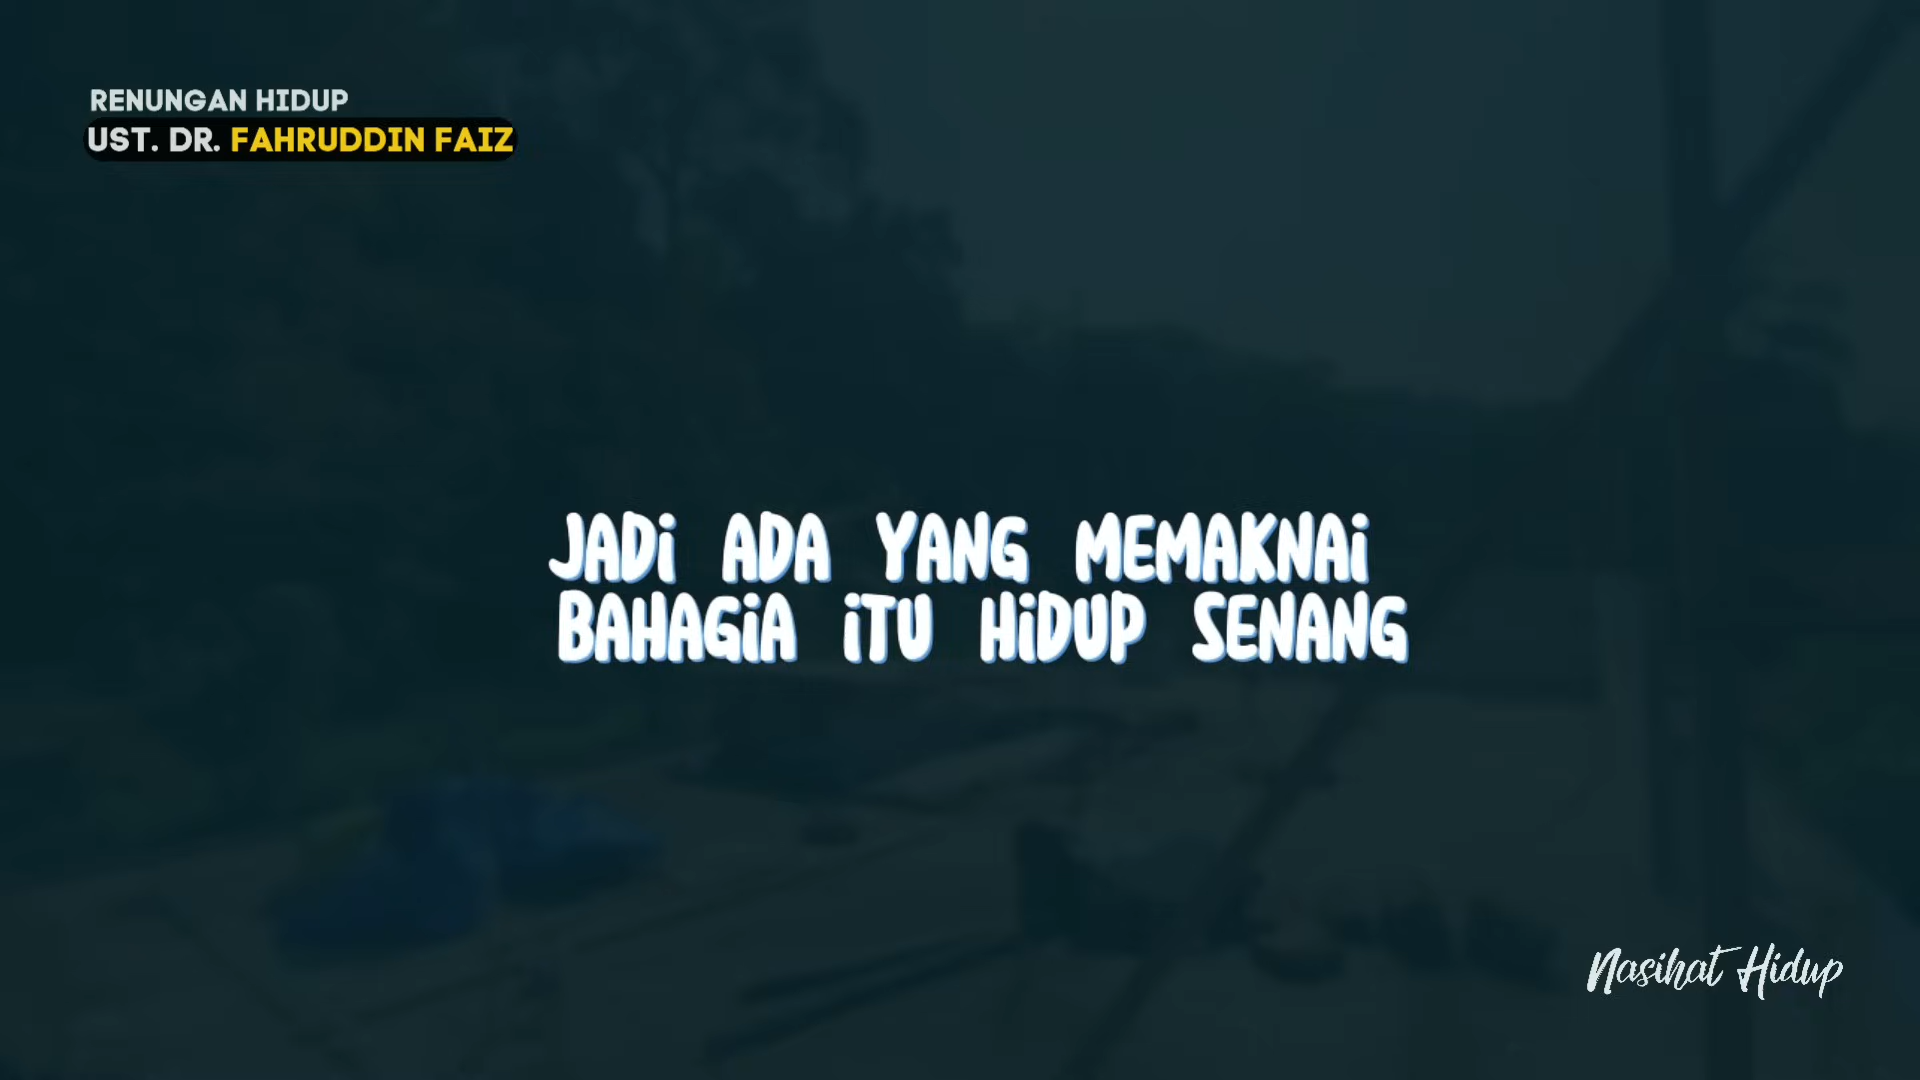 RENUNGAN HIDUP
UST. DR. FAHRUDDIN FAIZ
JADi ADA YANG MEMAKNAi
BAHAGiA iTU HiDUP SENANG
Nasihat Hidup